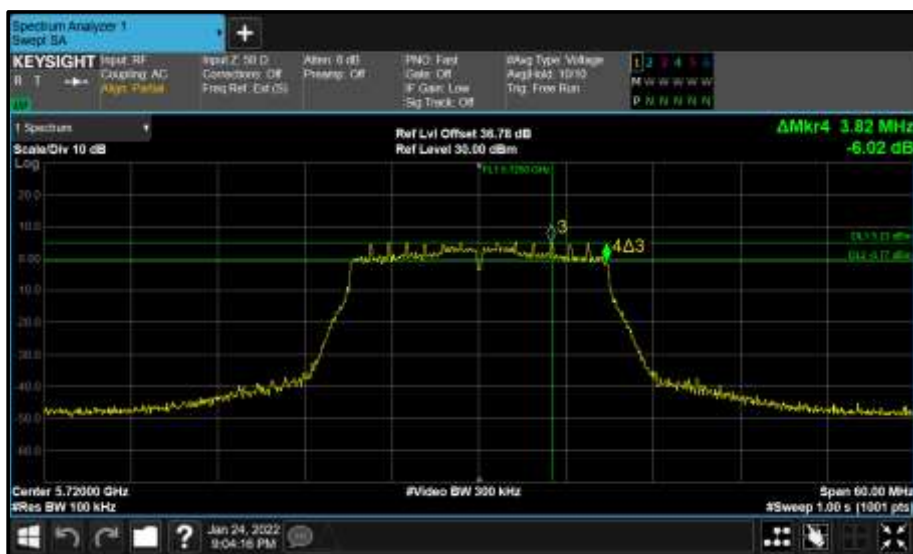 Spectrum Analyzer 1
Swept SA
+
KEYSIGHT
R T
Input: RF
Coupling: AC
Align: Partial
Input Z: 50 Ω
Corrections: Off
Freq Ref: Ext (S)
Atten: 0 dB
Preamp: Off
PNO: Fast
Gate: Off
IF Gain: Low
Sig Track: Off
#Avg Type: Voltage
Avg|Hold: 10/10
Trig: Free Run
1 2 3 4 5 6
M W W W W W
P N N N N N
1 Spectrum
Scale/Div 10 dB
Ref Lvl Offset 36.78 dB
Ref Level 30.00 dBm
ΔMkr4 3.82 MHz
-6.02 dB
Log
20.0
10.0
0.00
-10.0
-20.0
-30.0
-40.0
-50.0
-60.0
3
4Δ3
Center 5.72000 GHz
#Res BW 100 kHz
#Video BW 300 kHz
Span 60.00 MHz
#Sweep 1.00 s (1001 pts)
?
Jan 24, 2022
9:04:16 PM